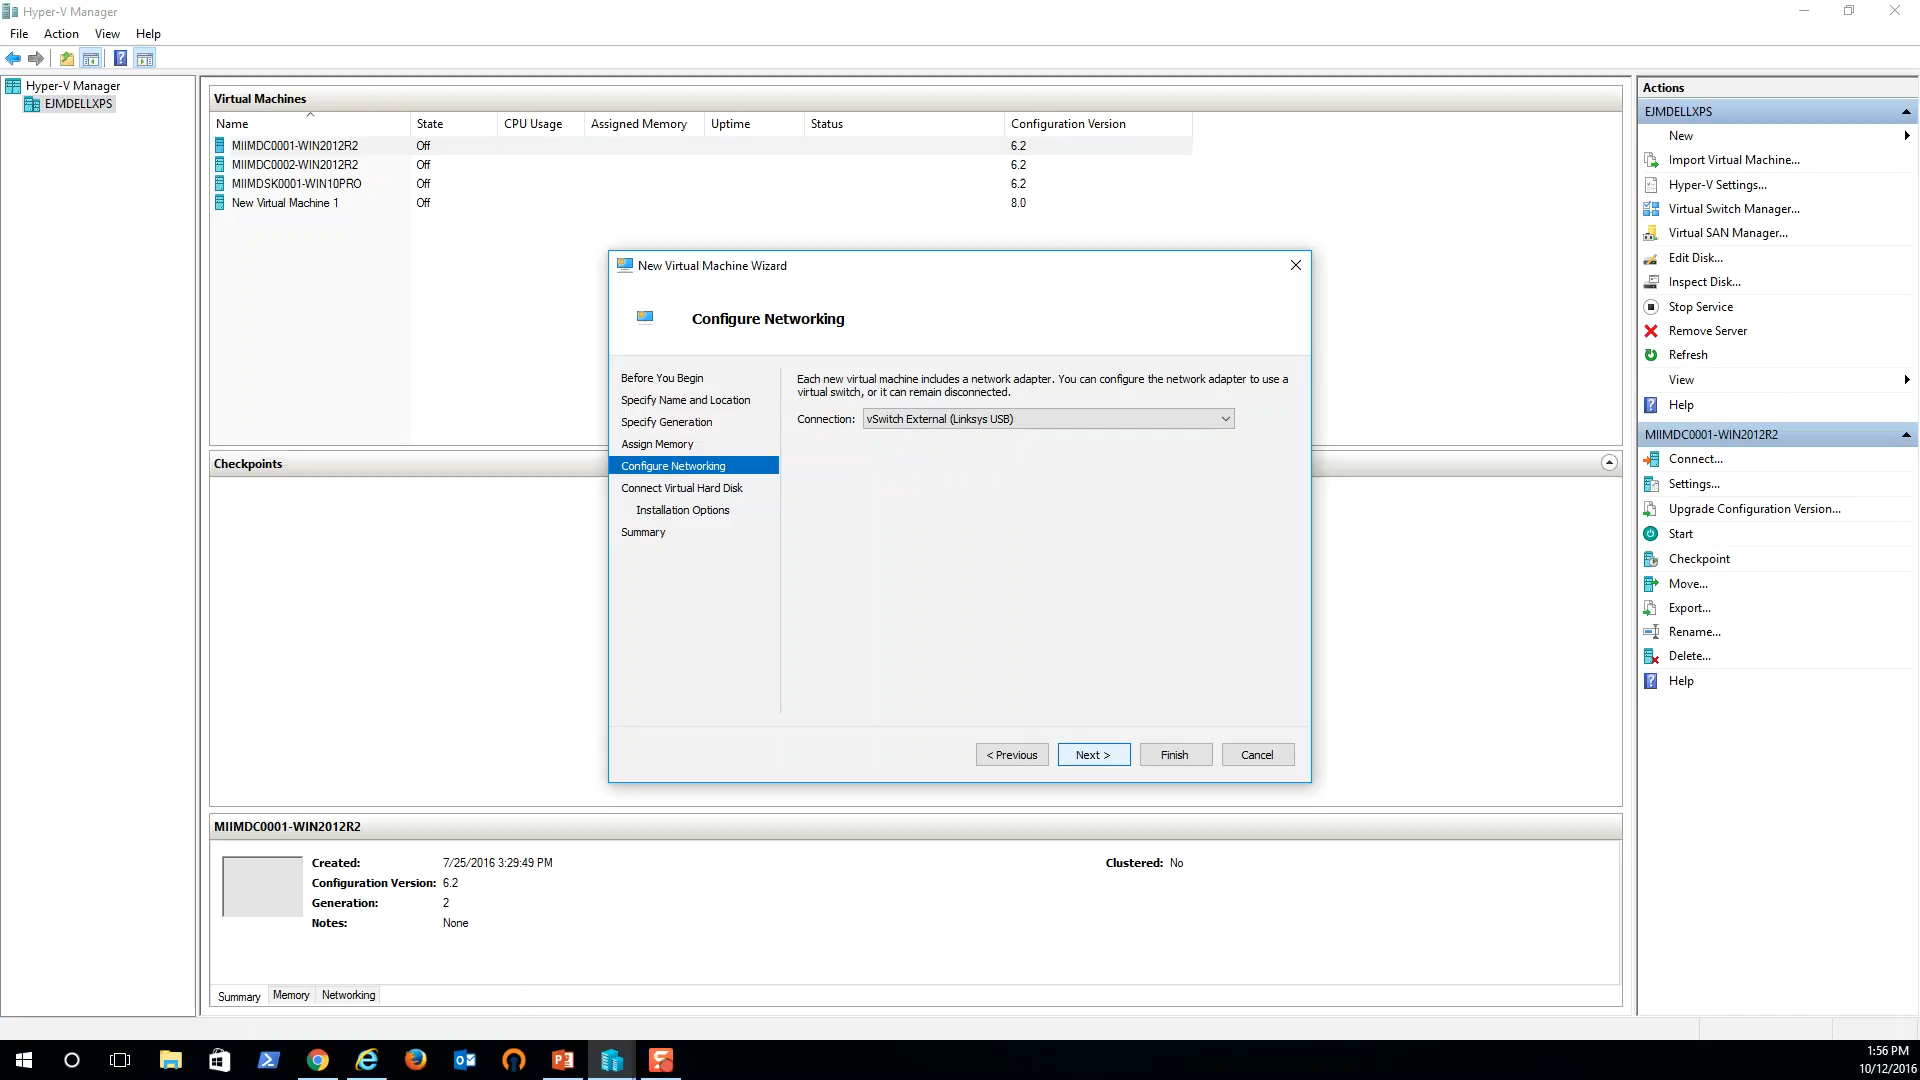 Hyper-V Manager
File Action View Help
Hyper-V Manager
EJMDELLXPS
Virtual Machines
Name State CPU Usage Assigned Memory Uptime Status Configuration Version
MIIMDC0001-WIN2012R2 Off 6.2
MIIMDC0002-WIN2012R2 Off 6.2
MIIMDSK0001-WIN10PRO Off 6.2
New Virtual Machine 1 Off 8.0
New Virtual Machine Wizard
Configure Networking
Before You Begin
Specify Name and Location
Specify Generation
Assign Memory
Configure Networking
Connect Virtual Hard Disk
Installation Options
Summary
Each new virtual machine includes a network adapter. You can configure the network adapter to use a
virtual switch, or it can remain disconnected.
Connection: vSwitch External (Linksys USB)
< Previous Next > Finish Cancel
Checkpoints
MIIMDC0001-WIN2012R2
Created: 7/25/2016 3:29:49 PM Clustered: No
Configuration Version: 6.2
Generation: 2
Notes: None
Summary Memory Networking
Actions
EJMDELLXPS
New
Import Virtual Machine...
Hyper-V Settings...
Virtual Switch Manager...
Virtual SAN Manager...
Edit Disk...
Inspect Disk...
Stop Service
Remove Server
Refresh
View
Help
MIIMDC0001-WIN2012R2
Connect...
Settings...
Upgrade Configuration Version...
Start
Checkpoint
Move...
Export...
Rename...
Delete...
Help
1:56 PM
10/12/2016